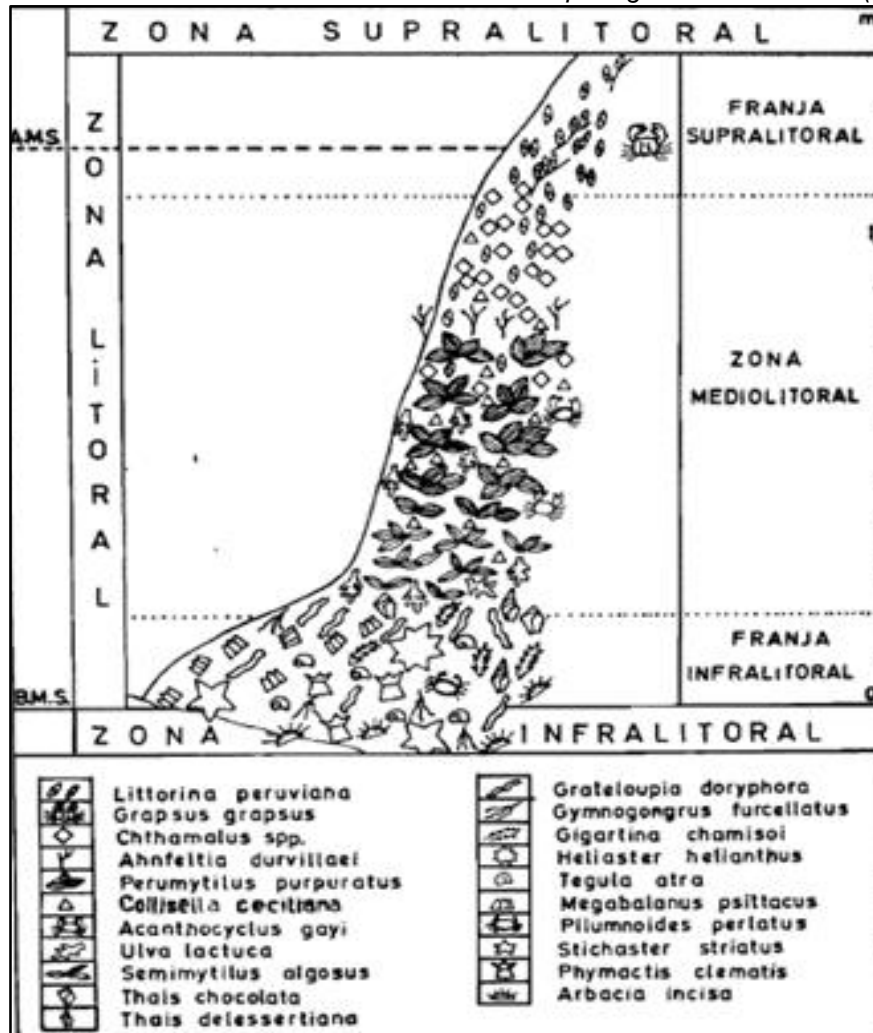 ZONA SUPRALITORAL
m
A.M.S.
ZONA LiTORAL
FRANJA
SUPRALITORAL
ZONA
MEDIOLITORAL
FRANJA
INFRALITORAL
B.M.S.
0
ZONA INFRALITORAL
Littorina peruviana
Grapsus grapsus
Chthamalus spp.
Ahnfeltia durvillaei
Perumytilus purpuratus
Collisella ceciliana
Acanthocyclus gayi
Ulva lactuca
Semimytilus algosus
Thais chocolata
Thais delessertiana
Grateloupia doryphora
Gymnogongrus furcellatus
Gigartina chamisoi
Heliaster helianthus
Tegula atra
Megabalanus psittacus
Pilumnoides perlatus
Stichaster striatus
Phymactis clematis
Arbacia incisa